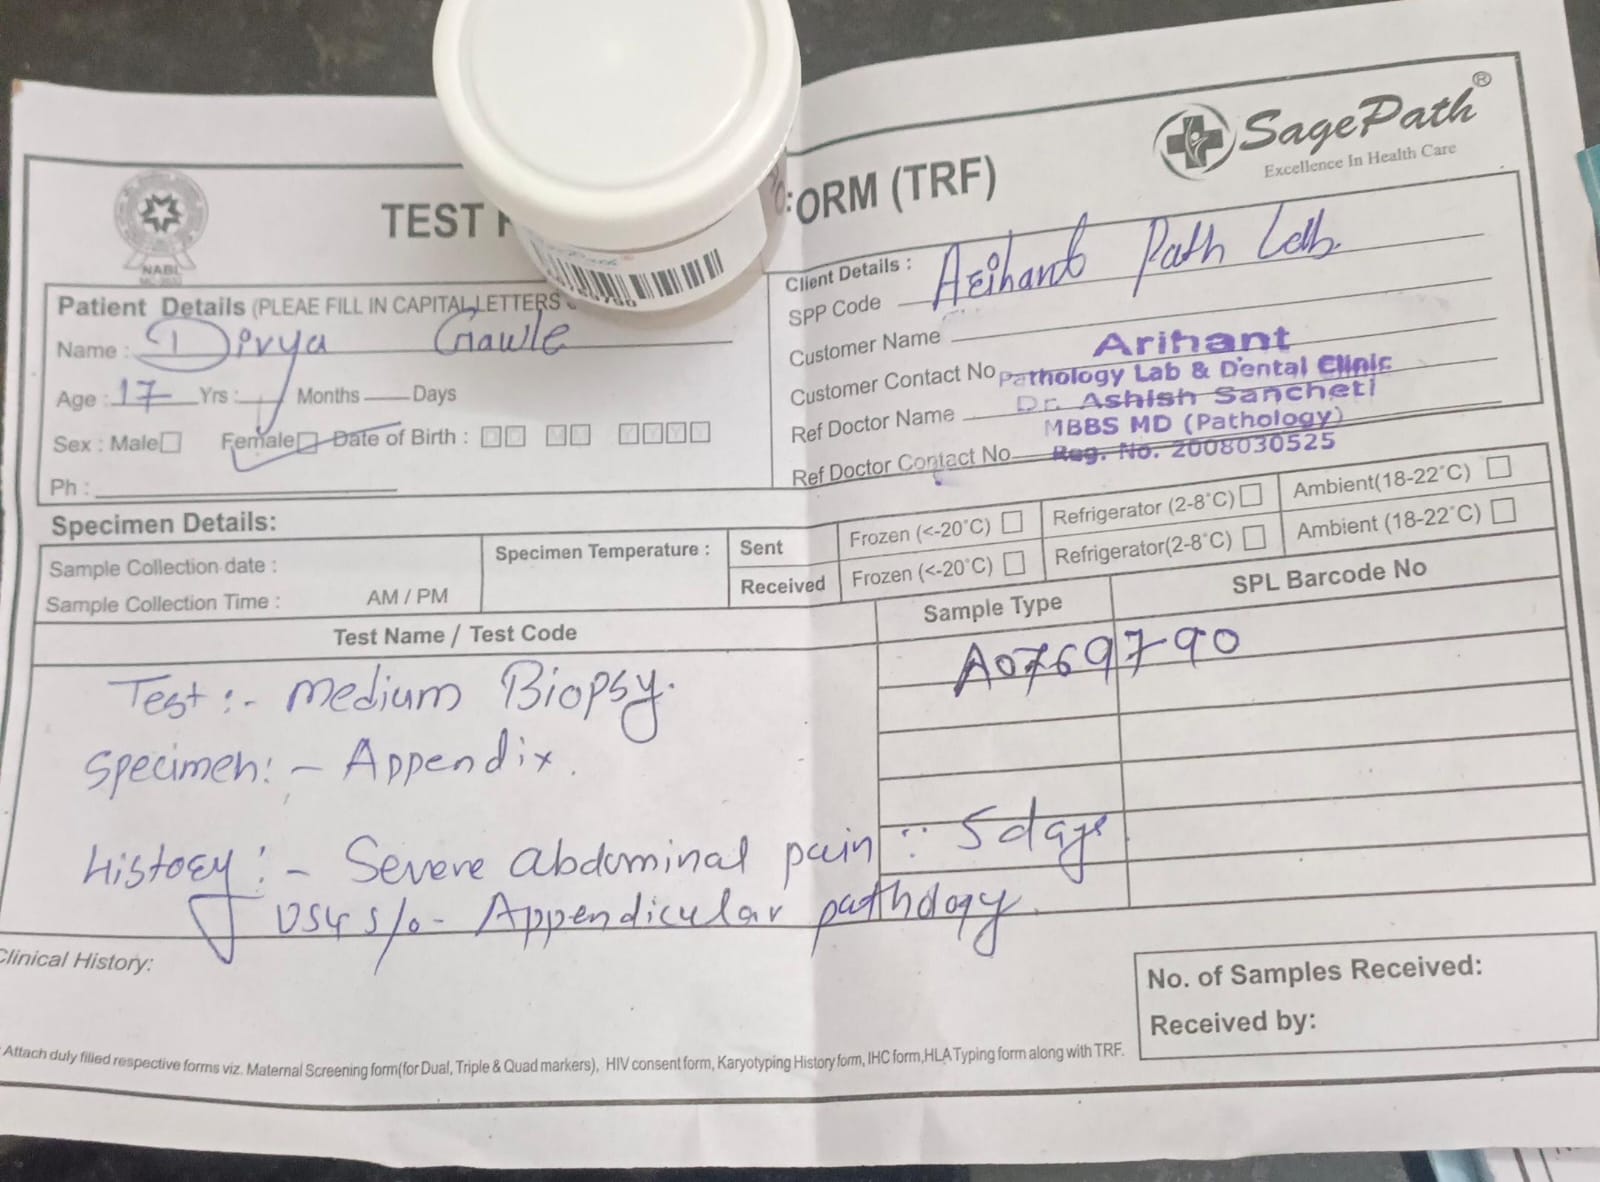 SagePath®
Excellence In Health Care
NABL
TEST
FORM (TRF)
Patient Details (PLEAE FILL IN CAPITAL LETTERS
Name : Divya Gawle
Age : 17 Yrs : Months Days
Sex : Male Female Date of Birth : DD MM YYYY
Ph :
Client Details :
SPP Code Arihant Path Lab
Customer Name
Customer Contact No
Ref Doctor Name
Ref Doctor Contact No
Arihant
Pathology Lab & Dental Clinic
Dr. Ashish Sancheti
MBBS MD (Pathology)
Reg. No. 2008030525
Specimen Details:
Sample Collection date :
Sample Collection Time : AM / PM
Specimen Temperature :
Sent Frozen (<-20°C) Refrigerator (2-8°C) Ambient(18-22°C)
Received Frozen (<-20°C) Refrigerator(2-8°C) Ambient (18-22°C)
Test Name / Test Code Sample Type SPL Barcode No
A0769790
Test :- Medium Biopsy.
Specimen: - Appendix.
History: - Severe abdominal pain :: 5 days
USG s/o - Appendicular pathology.
Clinical History:
No. of Samples Received:
Received by:
Attach duly filled respective forms viz. Maternal Screening form(for Dual, Triple & Quad markers), HIV consent form, Karyotyping History form, IHC form,HLA Typing form along with TRF.